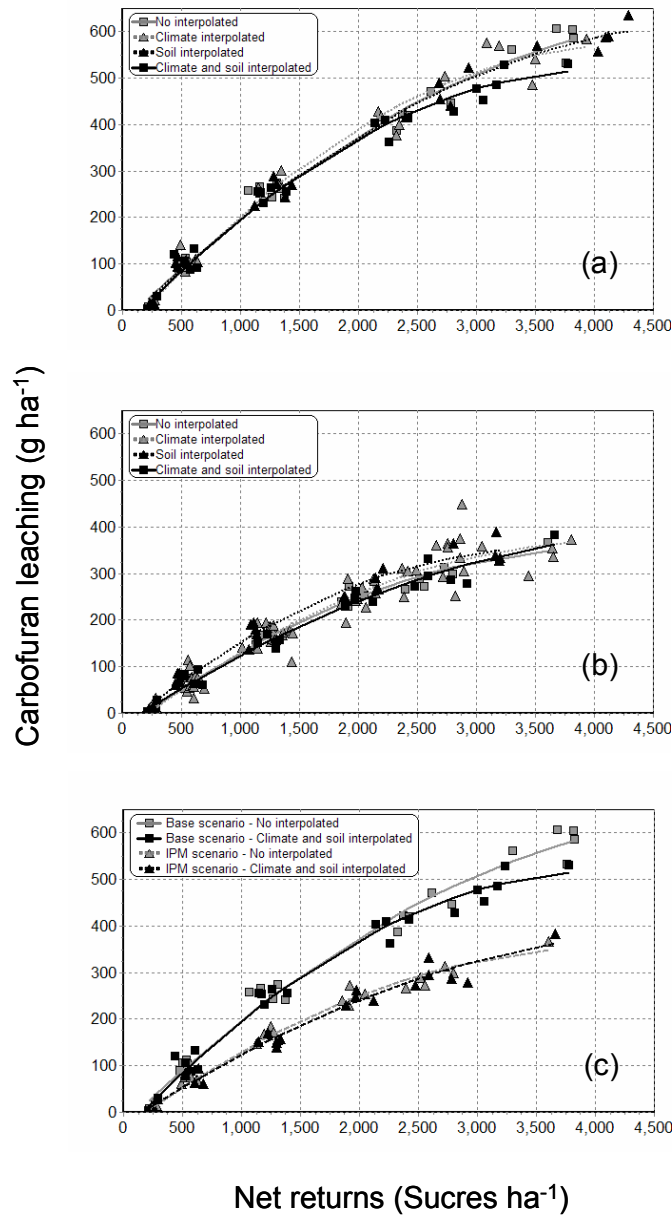 Carbofuran leaching (g ha-1)
No interpolated
Climate interpolated
Soil interpolated
Climate and soil interpolated
600
500
400
300
200
100
0
0 500 1,000 1,500 2,000 2,500 3,000 3,500 4,000 4,500
(a)
No interpolated
Climate interpolated
Soil interpolated
Climate and soil interpolated
600
500
400
300
200
100
0
0 500 1,000 1,500 2,000 2,500 3,000 3,500 4,000 4,500
(b)
Base scenario - No interpolated
Base scenario - Climate and soil interpolated
IPM scenario - No interpolated
IPM scenario - Climate and soil interpolated
600
500
400
300
200
100
0
0 500 1,000 1,500 2,000 2,500 3,000 3,500 4,000 4,500
(c)
Net returns (Sucres ha-1)